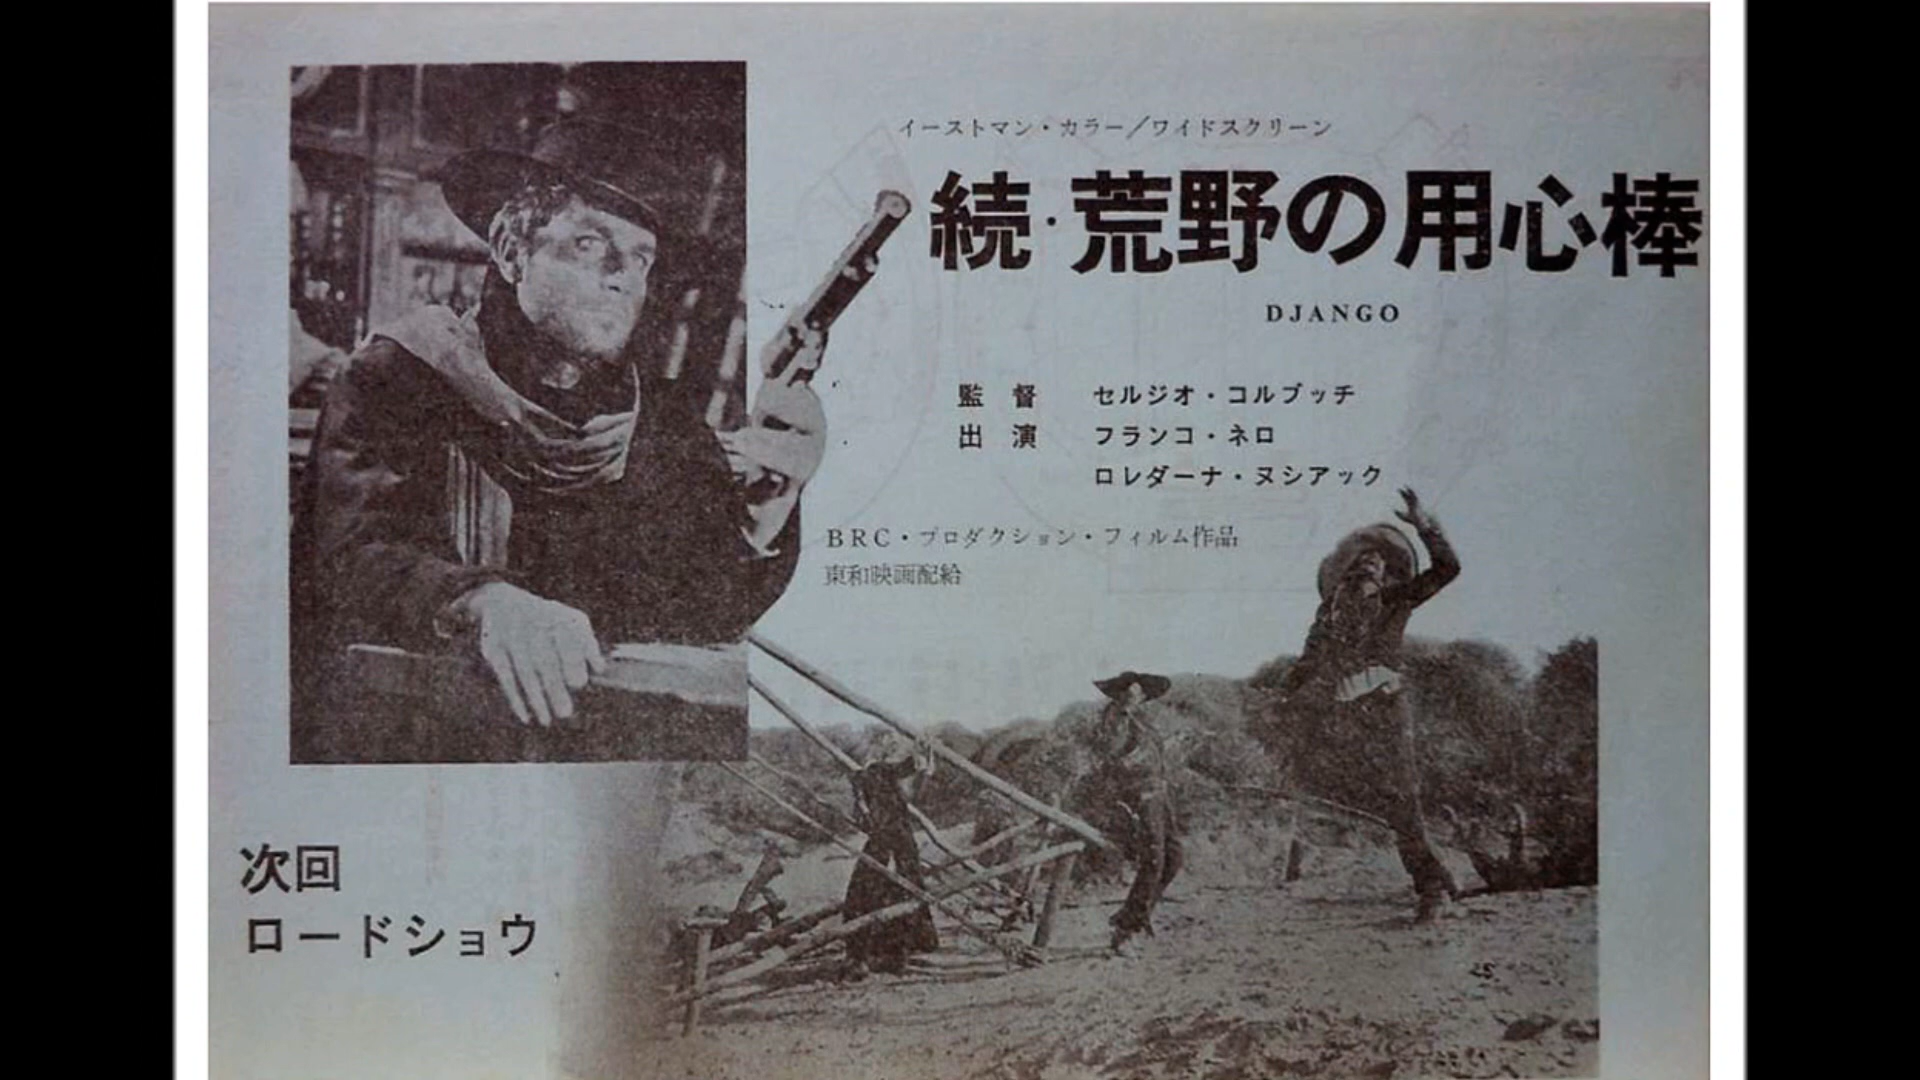 イーストマン・カラー／ワイドスクリーン
続・荒野の用心棒
DJANGO
監督 セルジオ・コルブッチ
出演 フランコ・ネロ
ロレダーナ・ヌシアック
BRC・プロダクション・フィルム作品
東和映画配給
次回
ロードショウ